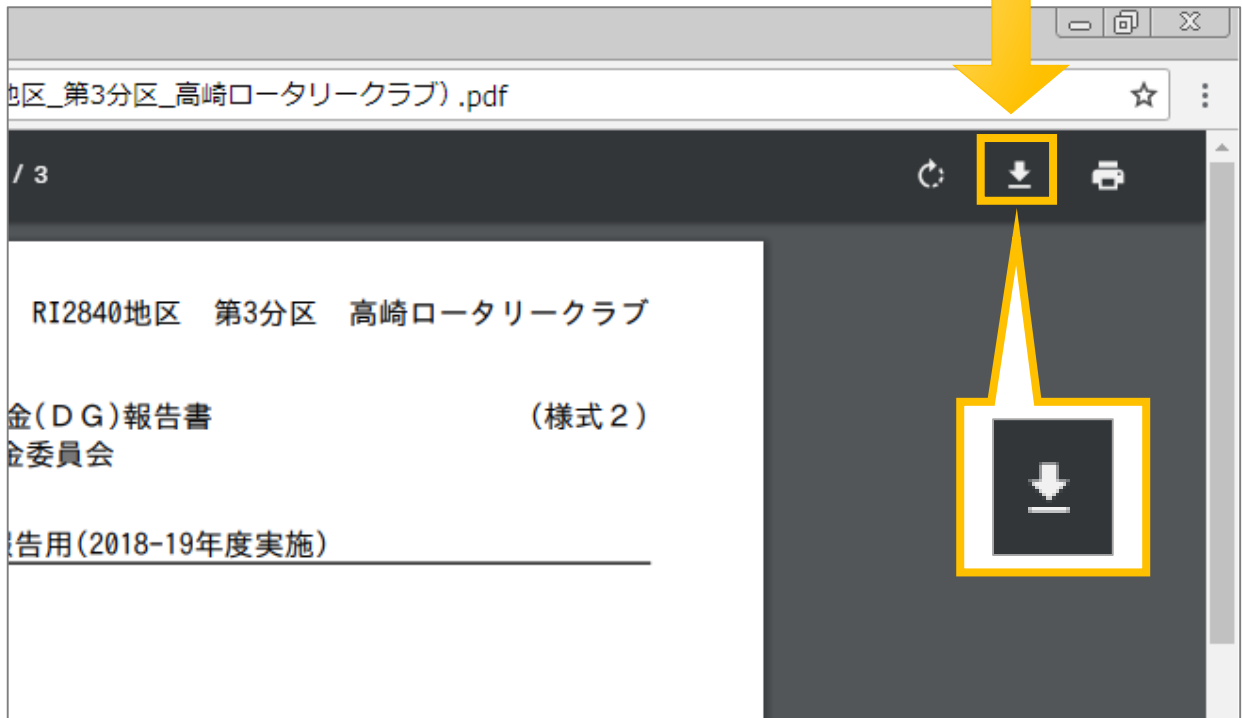 地区_第3分区_高崎ロータリークラブ).pdf
/ 3
RI2840地区　第3分区　高崎ロータリークラブ
金(ＤＧ)報告書　（様式２）
金委員会
告用(2018-19年度実施)